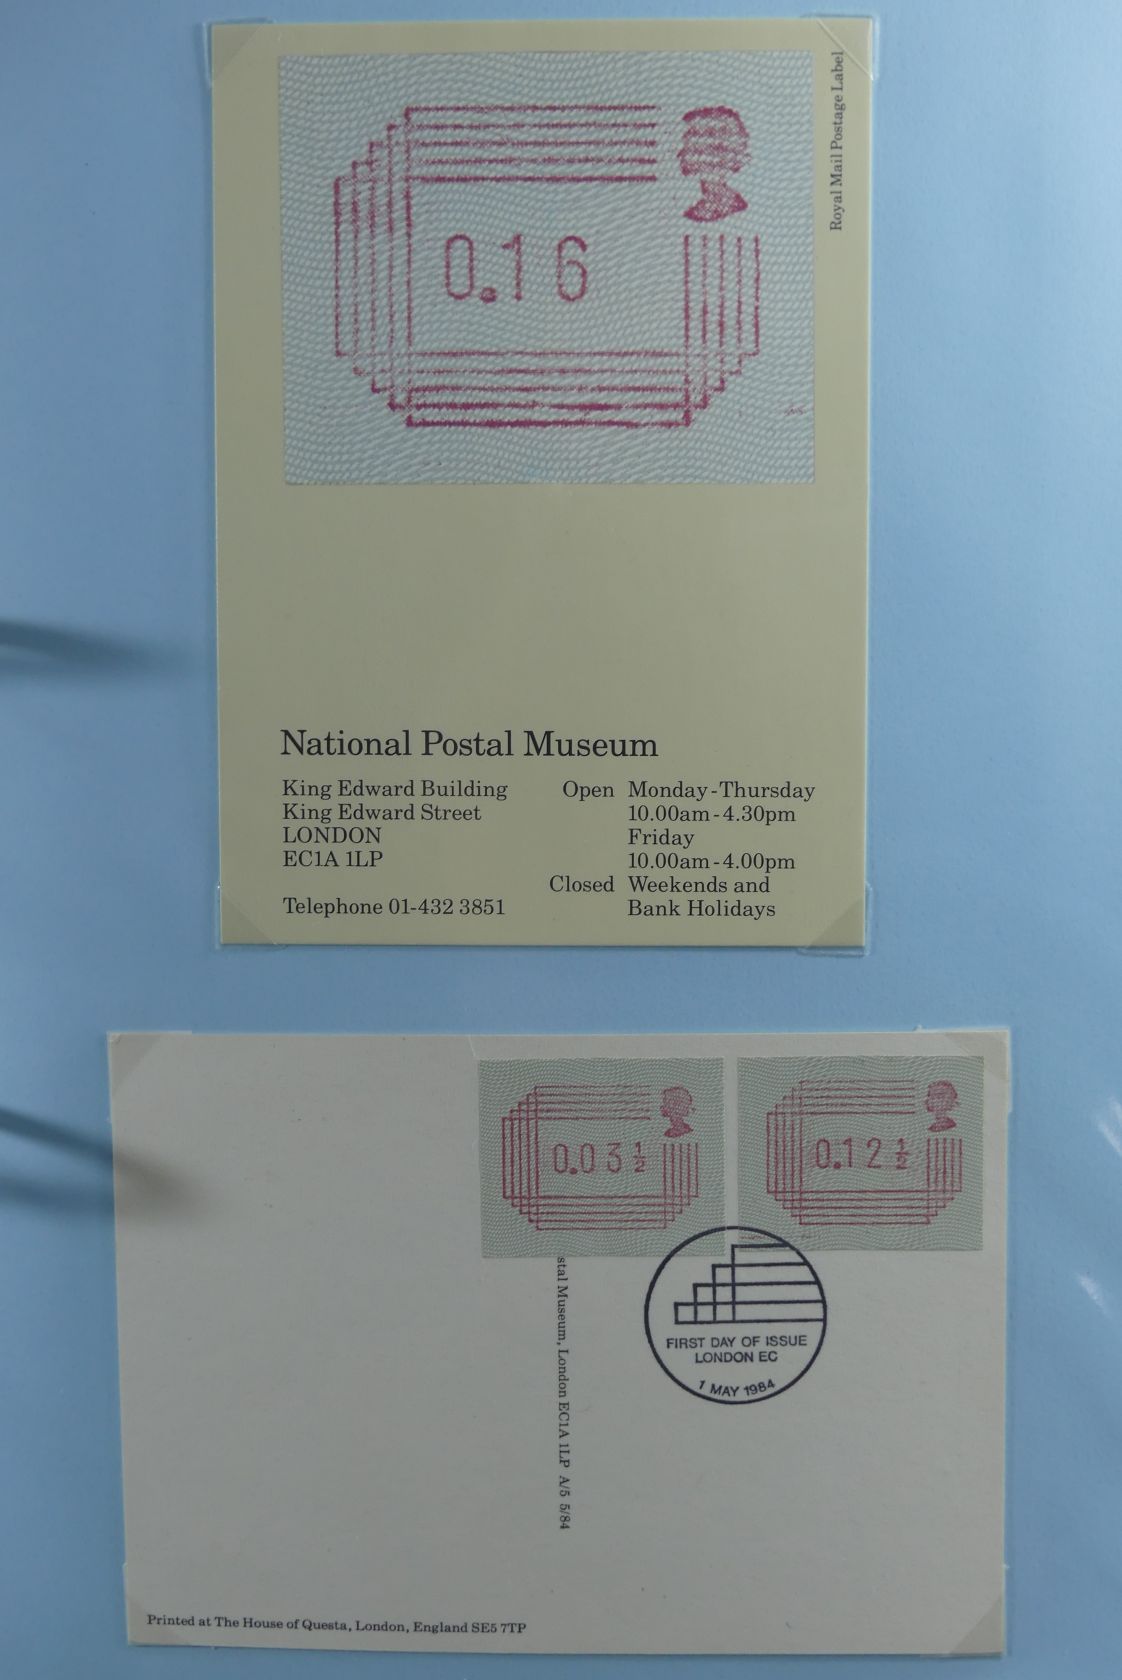 Royal Mail Postage Label
0.16
National Postal Museum
King Edward Building
King Edward Street
LONDON
EC1A 1LP
Telephone 01-432 3851
Open Monday-Thursday
10.00am-4.30pm
Friday
10.00am-4.00pm
Closed Weekends and
Bank Holidays
0.03½
0.12½
stal Museum, London EC1A 1LP A/5 5/84
FIRST DAY OF ISSUE
LONDON EC
1 MAY 1984
Printed at The House of Questa, London, England SE5 7TP